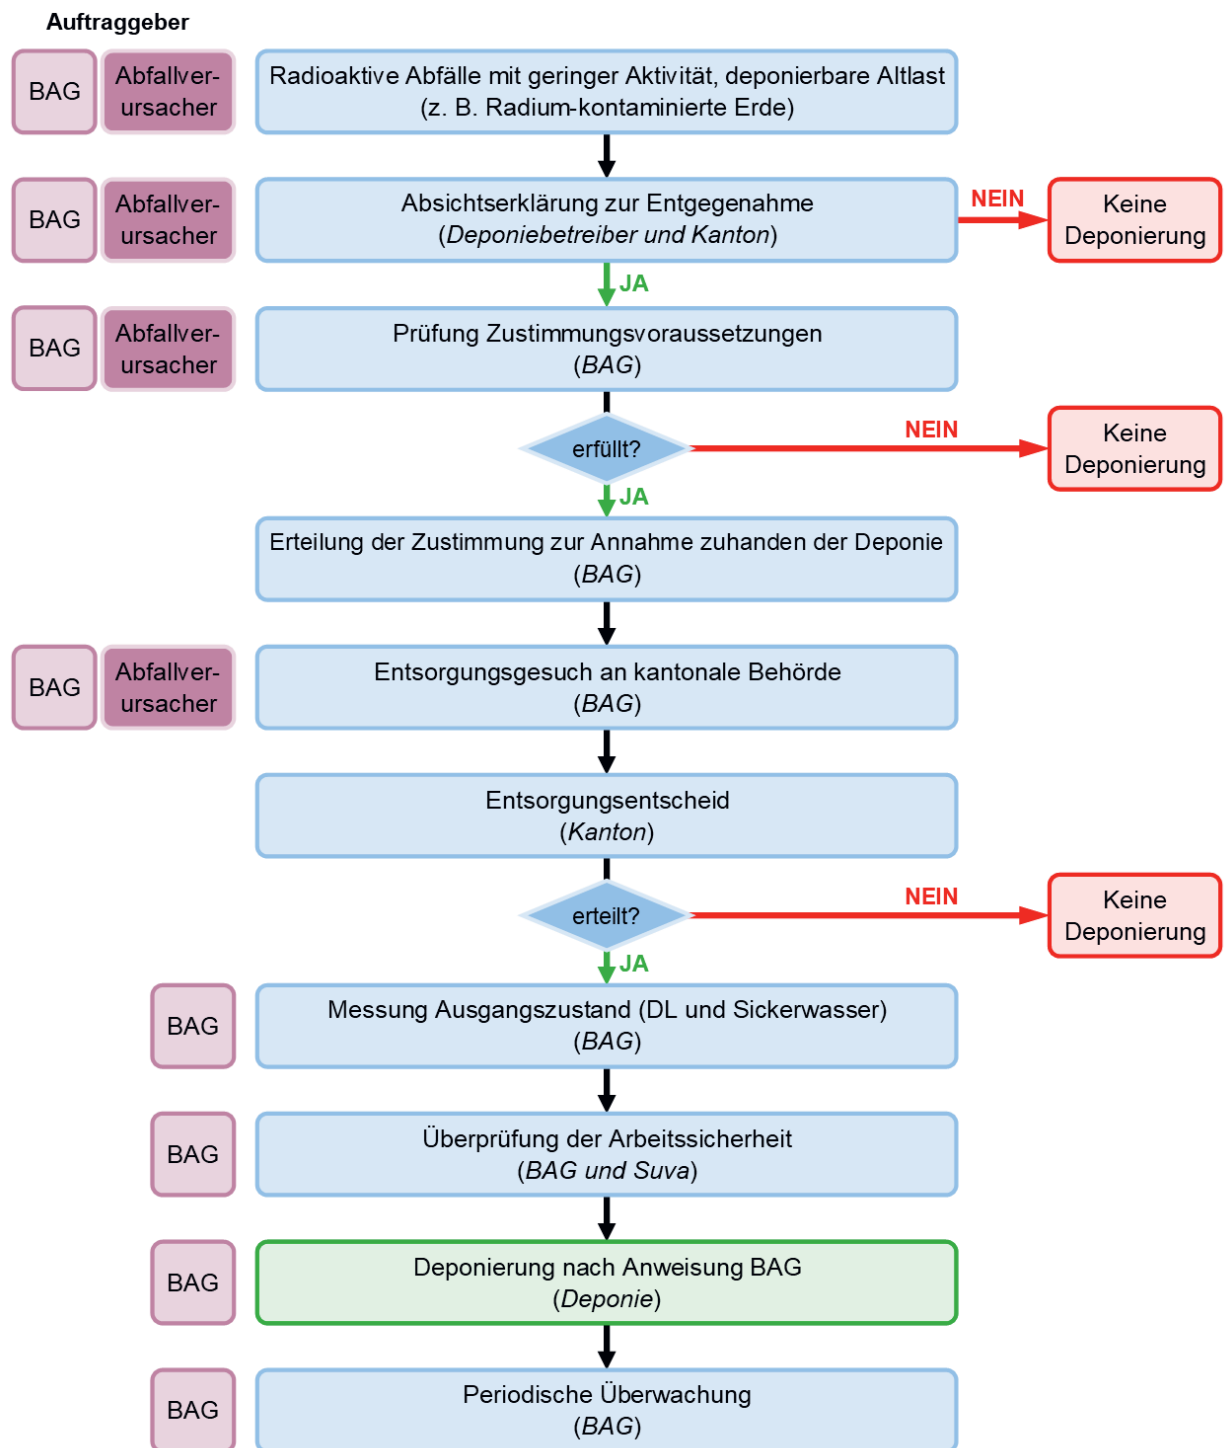 Auftraggeber
BAG
Abfallver-
ursacher
Radioaktive Abfälle mit geringer Aktivität, deponierbare Altlast
(z. B. Radium-kontaminierte Erde)
BAG
Abfallver-
ursacher
Absichtserklärung zur Entgegenahme
(Deponiebetreiber und Kanton)
NEIN
Keine
Deponierung
JA
BAG
Abfallver-
ursacher
Prüfung Zustimmungsvoraussetzungen
(BAG)
erfüllt?
NEIN
Keine
Deponierung
JA
Erteilung der Zustimmung zur Annahme zuhanden der Deponie
(BAG)
BAG
Abfallver-
ursacher
Entsorgungsgesuch an kantonale Behörde
(BAG)
Entsorgungsentscheid
(Kanton)
erteilt?
NEIN
Keine
Deponierung
JA
BAG
Messung Ausgangszustand (DL und Sickerwasser)
(BAG)
BAG
Überprüfung der Arbeitssicherheit
(BAG und Suva)
BAG
Deponierung nach Anweisung BAG
(Deponie)
BAG
Periodische Überwachung
(BAG)